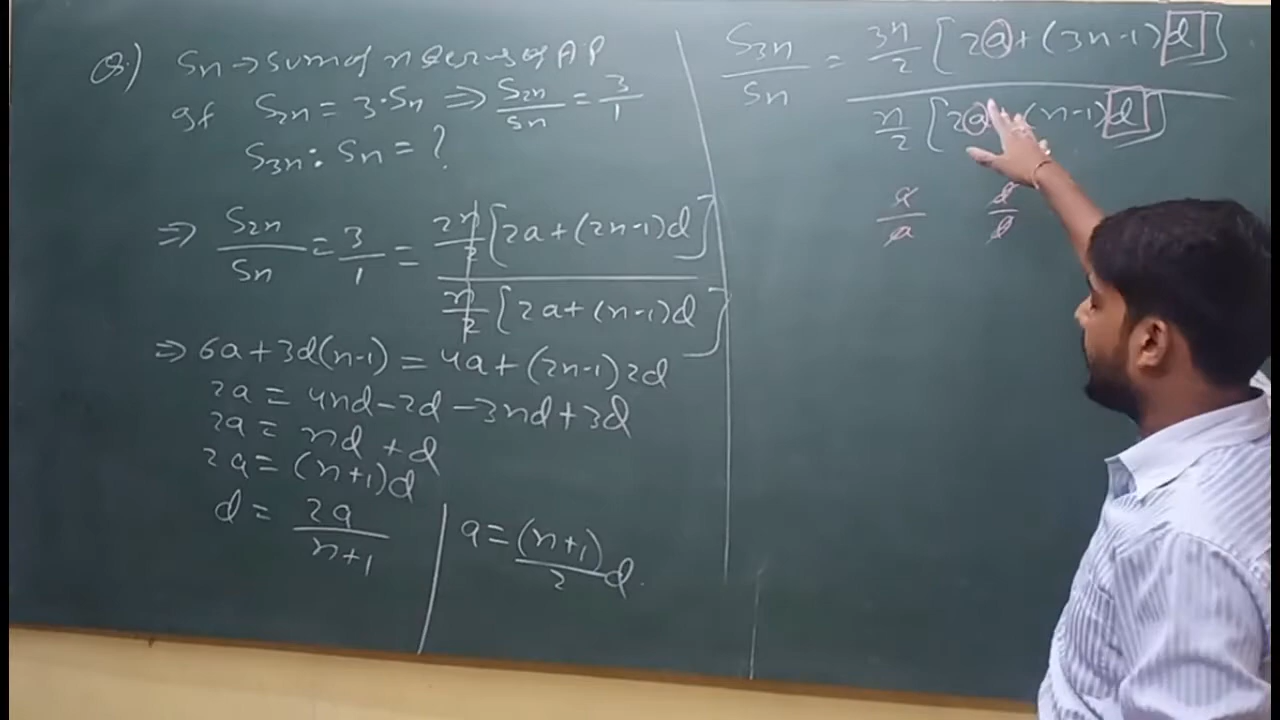 Q.) Sn → sum of n terms of A.P
If S2n = 3·Sn ⇒ S2n/Sn = 3/1
S3n : Sn = ?
⇒ S2n/Sn = 3/1 = 2n/2 [2a+(2n-1)d] / n/2 [2a+(n-1)d]
⇒ 6a+3d(n-1) = 4a+(2n-1)2d
2a = 4nd-2d-3nd+3d
2a = nd+d
2a = (n+1)d
d = 2a/n+1
a = (n+1)/2 d.
S3n/Sn = 3n/2 [2a+(3n-1)d] / n/2 [2a+(n-1)d]
a/a d/d